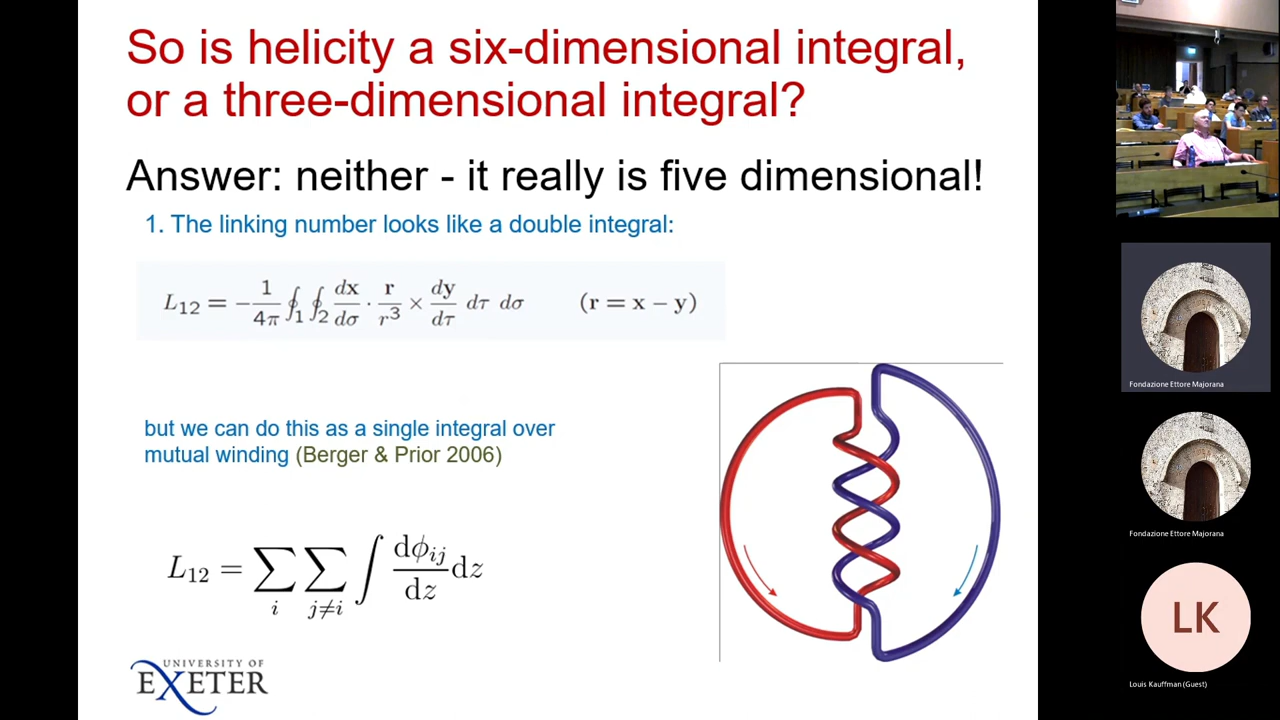 So is helicity a six-dimensional integral,
or a three-dimensional integral?
Answer: neither - it really is five dimensional!
1. The linking number looks like a double integral:
L₁₂ = −1/4π ∮₁ ∮₂ dx/dσ · r/r³ × dy/dτ dτ dσ (r = x − y)
but we can do this as a single integral over
mutual winding (Berger & Prior 2006)
L₁₂ = ∑_i ∑_{j≠i} ∫ dϕ_{ij}/dz dz
UNIVERSITY OF
EXETER
Fondazione Ettore Majorana
Fondazione Ettore Majorana
LK
Louis Kauffman (Guest)